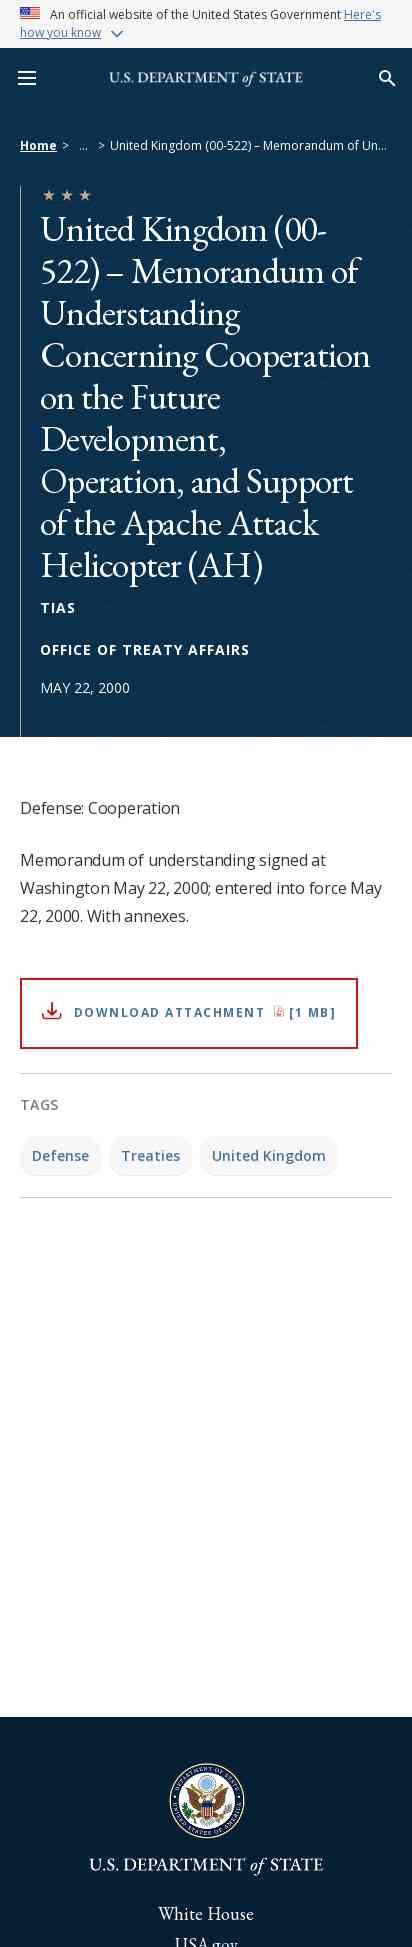 An official website of the United States Government Here's
how you know
U.S. DEPARTMENT of STATE
Home > ... > United Kingdom (00-522) – Memorandum of Un...
United Kingdom (00-
522) – Memorandum of
Understanding
Concerning Cooperation
on the Future
Development,
Operation, and Support
of the Apache Attack
Helicopter (AH)
TIAS
OFFICE OF TREATY AFFAIRS
MAY 22, 2000
Defense: Cooperation
Memorandum of understanding signed at
Washington May 22, 2000; entered into force May
22, 2000. With annexes.
DOWNLOAD ATTACHMENT [1 MB]
TAGS
Defense Treaties United Kingdom
DEPARTMENT OF STATE
UNITED STATES OF AMERICA
U.S. DEPARTMENT of STATE
White House
USA.gov